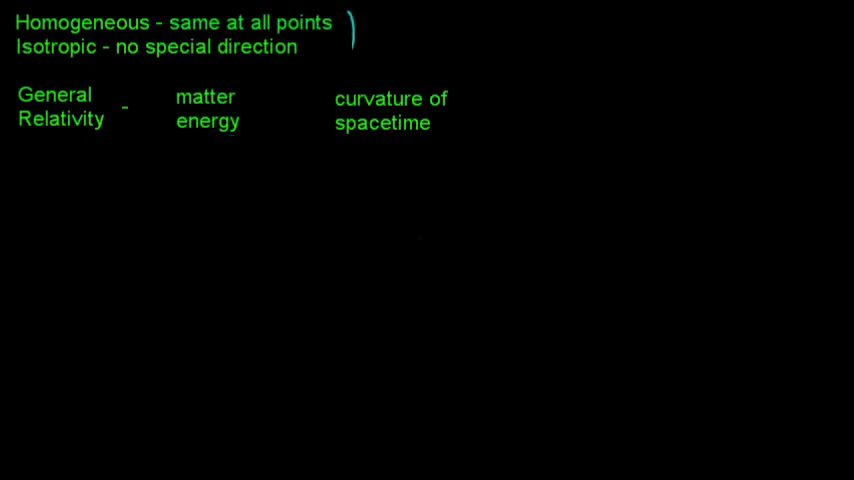 Homogeneous - same at all points
Isotropic - no special direction
General Relativity - matter energy curvature of spacetime